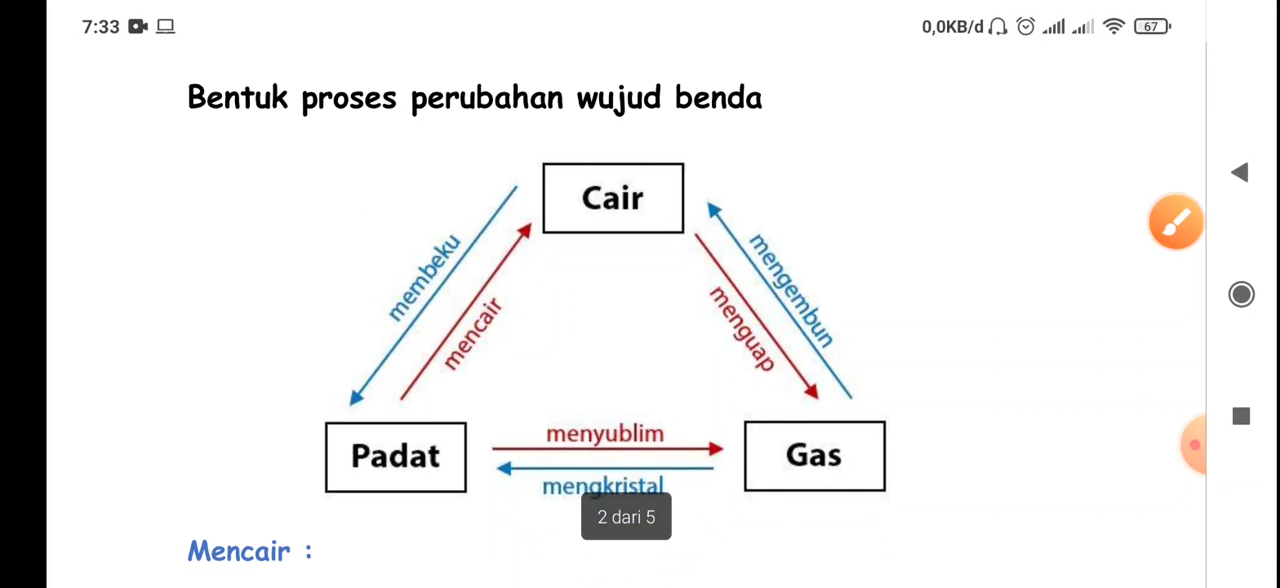 7:33
0,0KB/d
67
Bentuk proses perubahan wujud benda
Cair
membeku
mencair
mengembun
menguap
Padat
menyublim
Gas
mengkristal
2 dari 5
Mencair :